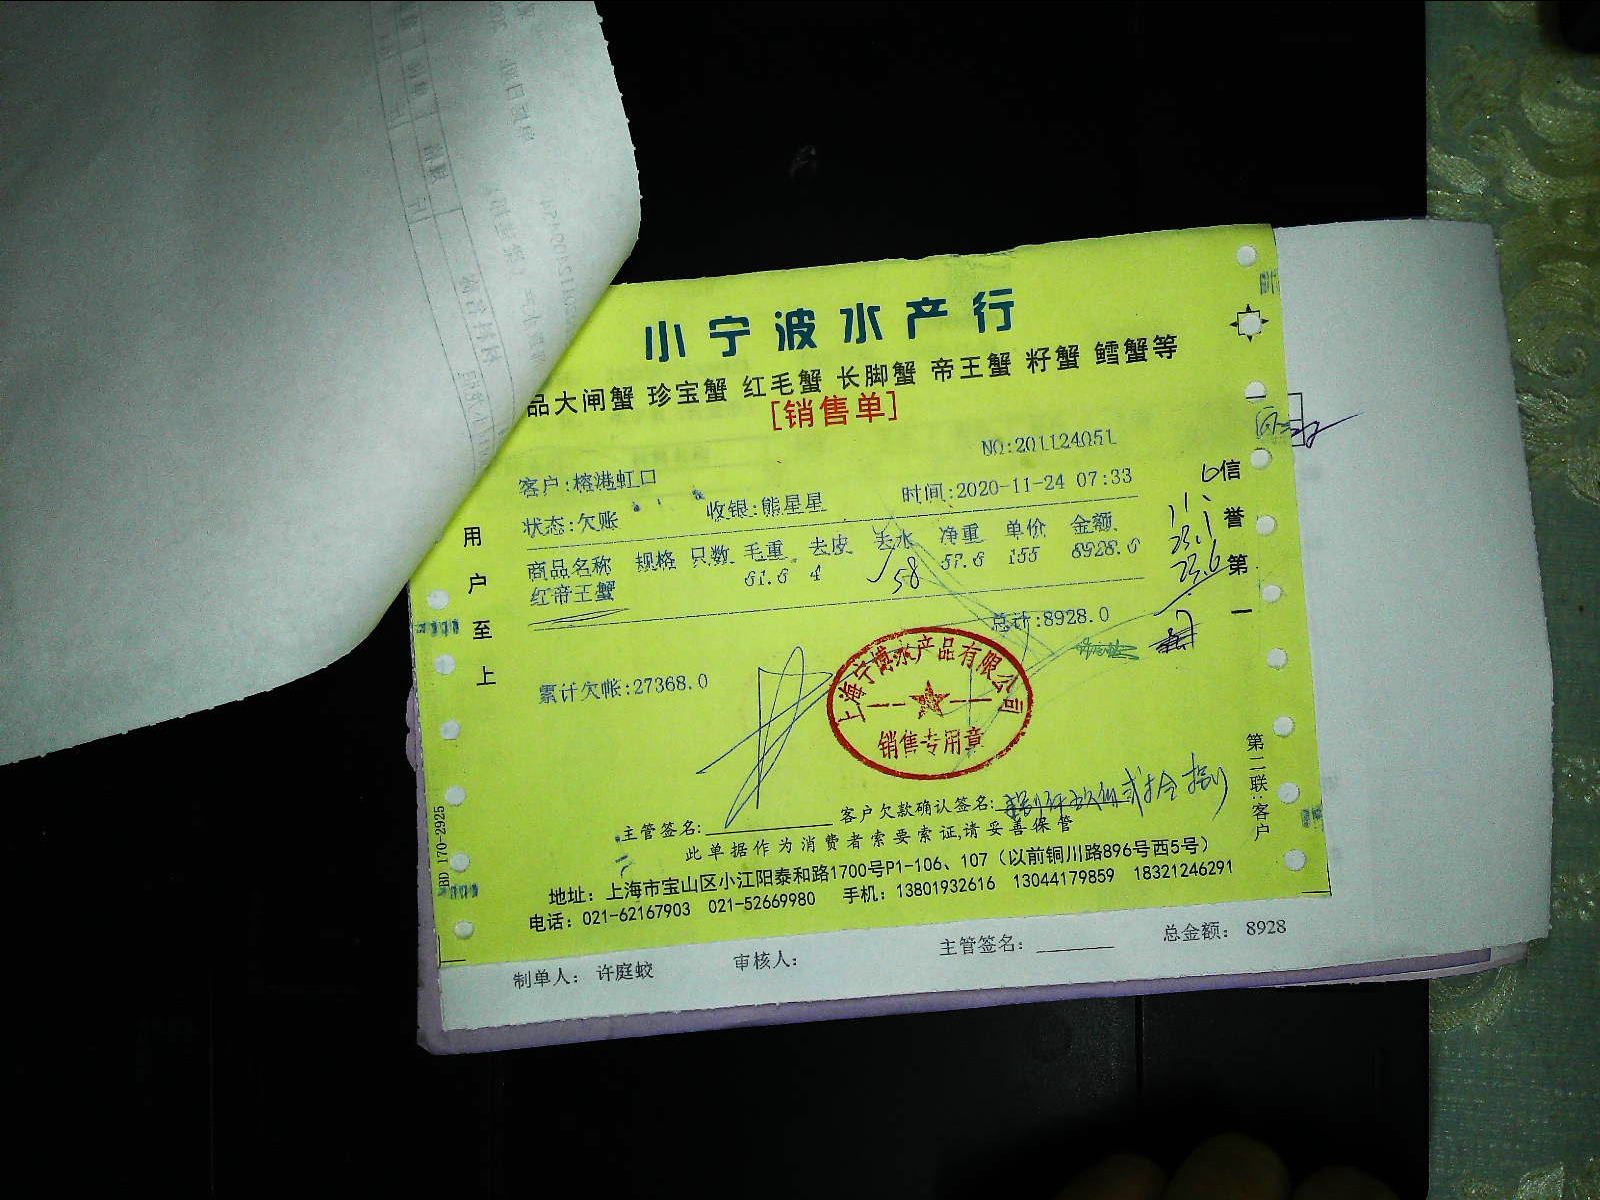 小宁波水产行
品大闸蟹 珍宝蟹 红毛蟹 长脚蟹 帝王蟹 籽蟹 鳕蟹等
[销售单]
NO:201124051
客户:榕港虹口
状态:欠账 收银:熊星星 时间:2020-11-24 07:33
商品名称 规格 只数 毛重 去皮 去水 净重 单价 金额
红帝王蟹 61.6 4 57.6 155 8928.0
58
11.1
23.1
23.6
总计:8928.0
累计欠帐:27368.0
上海宁博水产品有限公司
销售专用章
用户至上
信誉第一
第二联:客户
BD 170-2925
主管签名: 客户欠款确认签名:
此单据作为消费者索要索证,请妥善保管
地址: 上海市宝山区小江阳泰和路1700号P1-106、107（以前铜川路896号西5号）
电话: 021-62167903 021-52669980 手机: 13801932616 13044179859 18321246291
制单人: 许庭蛟 审核人: 主管签名: 总金额: 8928